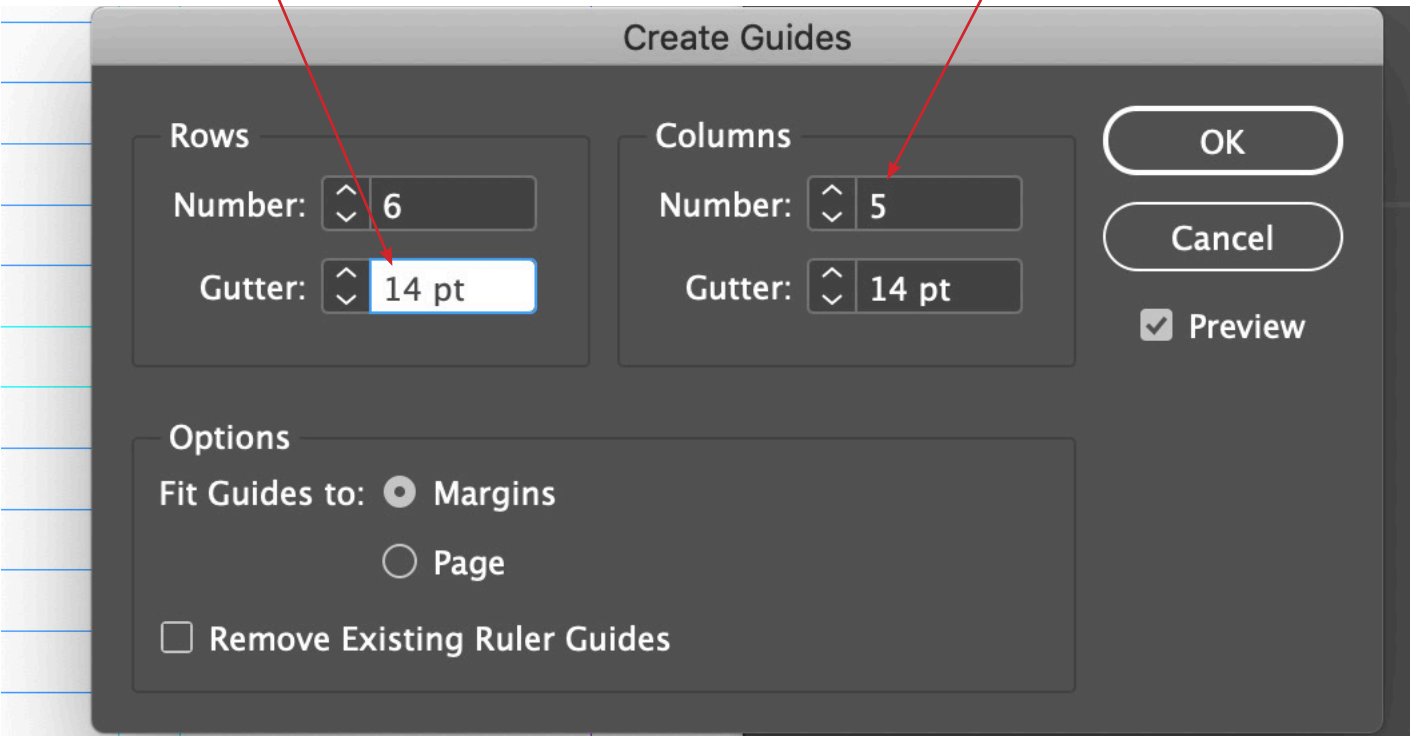 Create Guides
Rows
Number: 6
Gutter: 14 pt
Columns
Number: 5
Gutter: 14 pt
OK
Cancel
Preview
Options
Fit Guides to: Margins
Page
Remove Existing Ruler Guides